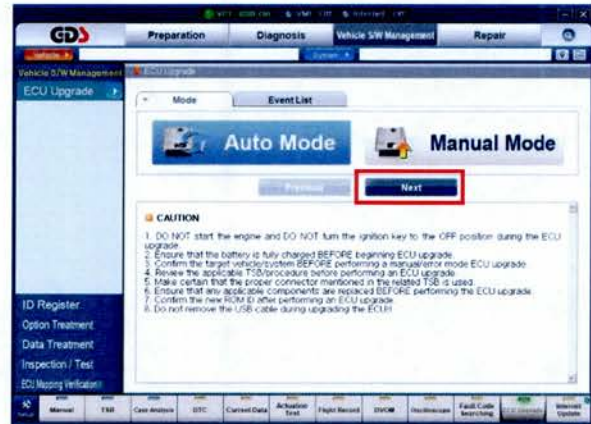 GDS
Preparation
Diagnosis
Vehicle S/W Management
Repair
Vehicle
System
Vehicle S/W Management
ECU Upgrade
ECU Upgrade
Mode
Event List
Auto Mode
Manual Mode
Previous
Next
CAUTION
1. DO NOT start the engine and DO NOT turn the ignition key to the OFF position during the ECU
upgrade.
2. Ensure that the battery is fully charged BEFORE beginning ECU upgrade.
3. Confirm the target vehicle/system BEFORE performing a manual/error mode ECU upgrade.
4. Review the applicable TSB/procedure before performing an ECU upgrade.
5. Make certain that the proper connector mentioned in the related TSB is used.
6. Ensure that any applicable components are replaced BEFORE performing the ECU upgrade.
7. Confirm the new ROM ID after performing an ECU upgrade.
8. Do not remove the USB cable during upgrading the ECU!!
ID Register
Option Treatment
Data Treatment
Inspection / Test
ECU Mapping Verification
Setup
Manual
TSB
Case Analysis
DTC
Current Data
Actuation Test
Flight Record
DVOM
Oscilloscope
Fault Code Searching
ECU Upgrade
Internet Update